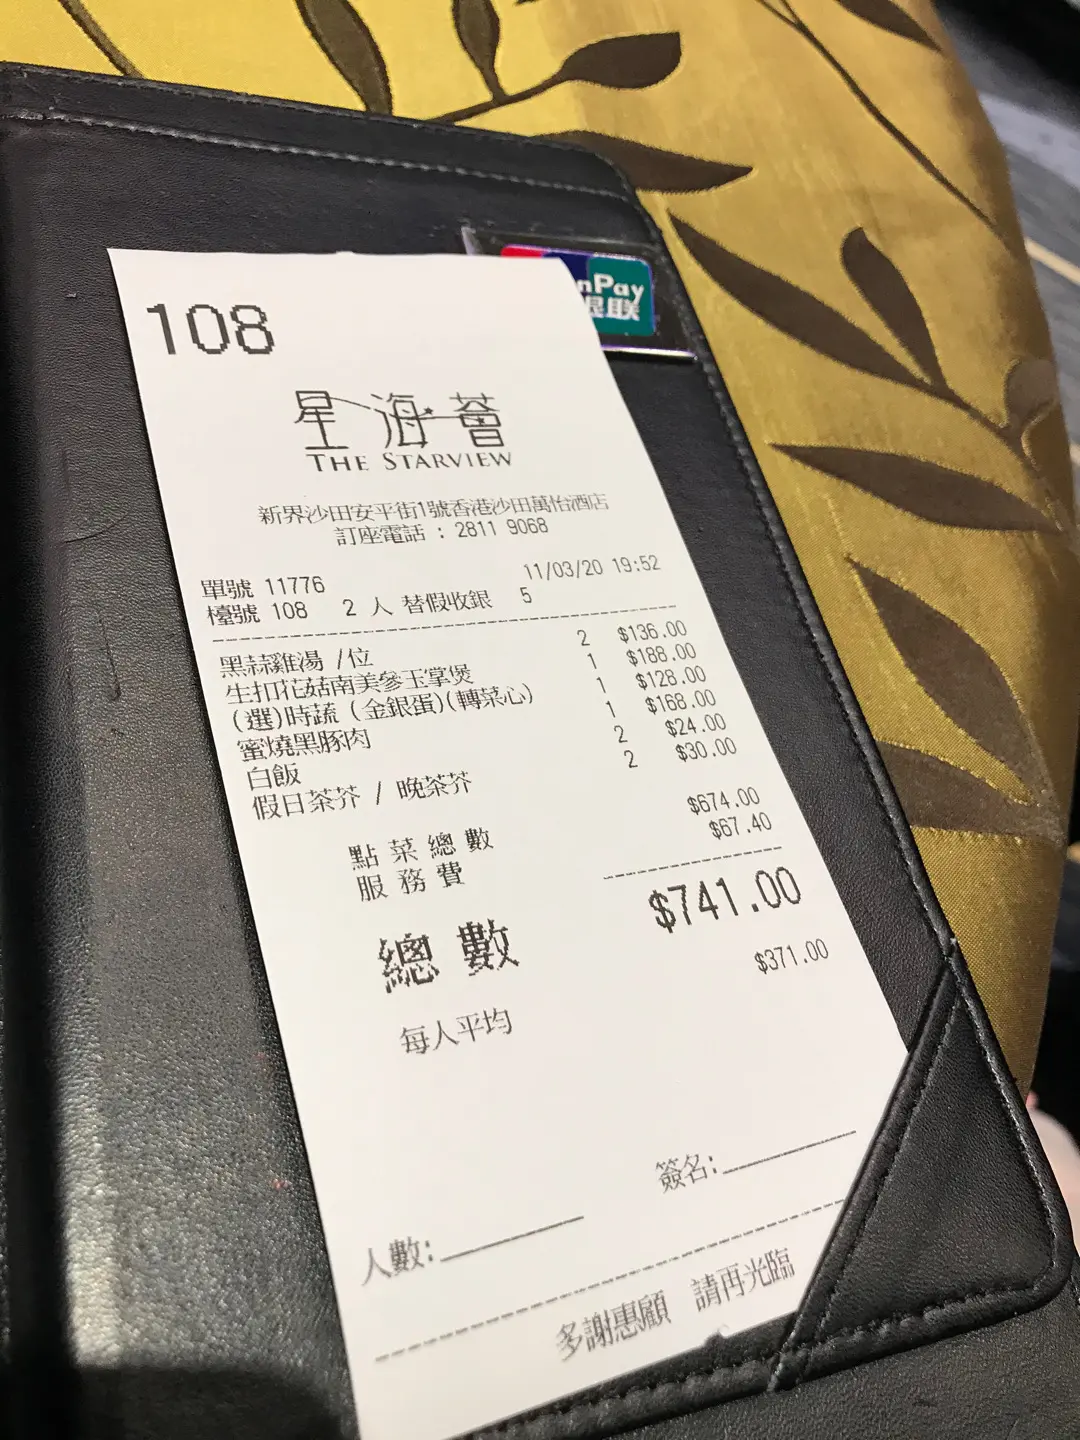 nPay
银联
108
星海薈
THE STARVIEW
新界沙田安平街1號香港沙田萬怡酒店
訂座電話 : 2811 9068
單號 11776 11/03/20 19:52
檯號 108 2 人 替假收銀 5
黑蒜雞湯 /位 2 $136.00
生扣花菇南美參玉掌煲 1 $188.00
(選)時蔬 (金銀蛋)(轉菜心) 1 $128.00
蜜燒黑豚肉 1 $168.00
白飯 2 $24.00
假日茶芥 / 晚茶芥 2 $30.00
點菜總數 $674.00
服務費 $67.40
總數 $741.00
每人平均 $371.00
簽名:
人數:
多謝惠顧 請再光臨